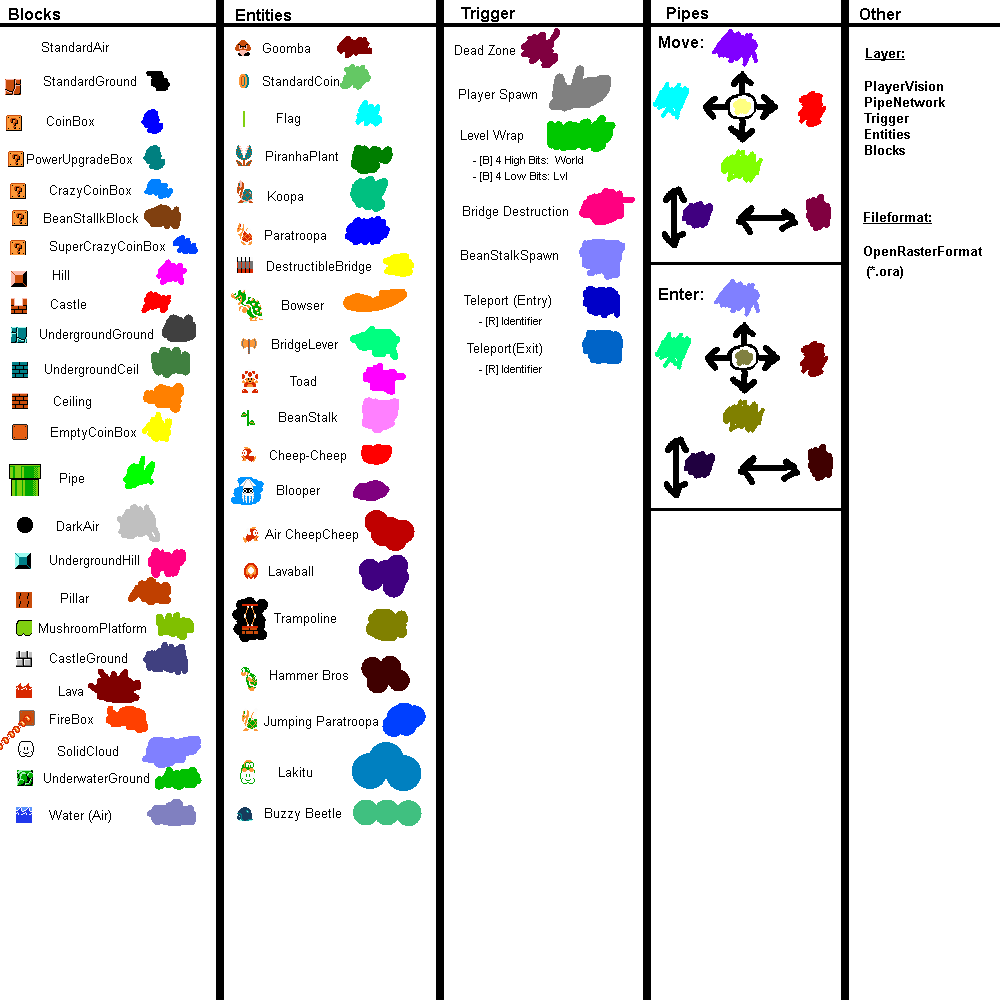 Blocks
StandardAir
StandardGround
CoinBox
PowerUpgradeBox
CrazyCoinBox
BeanStallkBlock
SuperCrazyCoinBox
Hill
Castle
UndergroundGround
UndergroundCeil
Ceiling
EmptyCoinBox
Pipe
DarkAir
UndergroundHill
Pillar
MushroomPlatform
CastleGround
Lava
FireBox
SolidCloud
UnderwaterGround
Water (Air)
Entities
Goomba
StandardCoin
Flag
PiranhaPlant
Koopa
Paratroopa
DestructibleBridge
Bowser
BridgeLever
Toad
BeanStalk
Cheep-Cheep
Blooper
Air CheepCheep
Lavaball
Trampoline
Hammer Bros
Jumping Paratroopa
Lakitu
Buzzy Beetle
Trigger
Dead Zone
Player Spawn
Level Wrap
- [B] 4 High Bits: World
- [B] 4 Low Bits: Lvl
Bridge Destruction
BeanStalkSpawn
Teleport (Entry)
- [R] Identifier
Teleport(Exit)
- [R] Identifier
Pipes
Move:
Enter:
Other
Layer:
PlayerVision
PipeNetwork
Trigger
Entities
Blocks
Fileformat:
OpenRasterFormat
(*.ora)